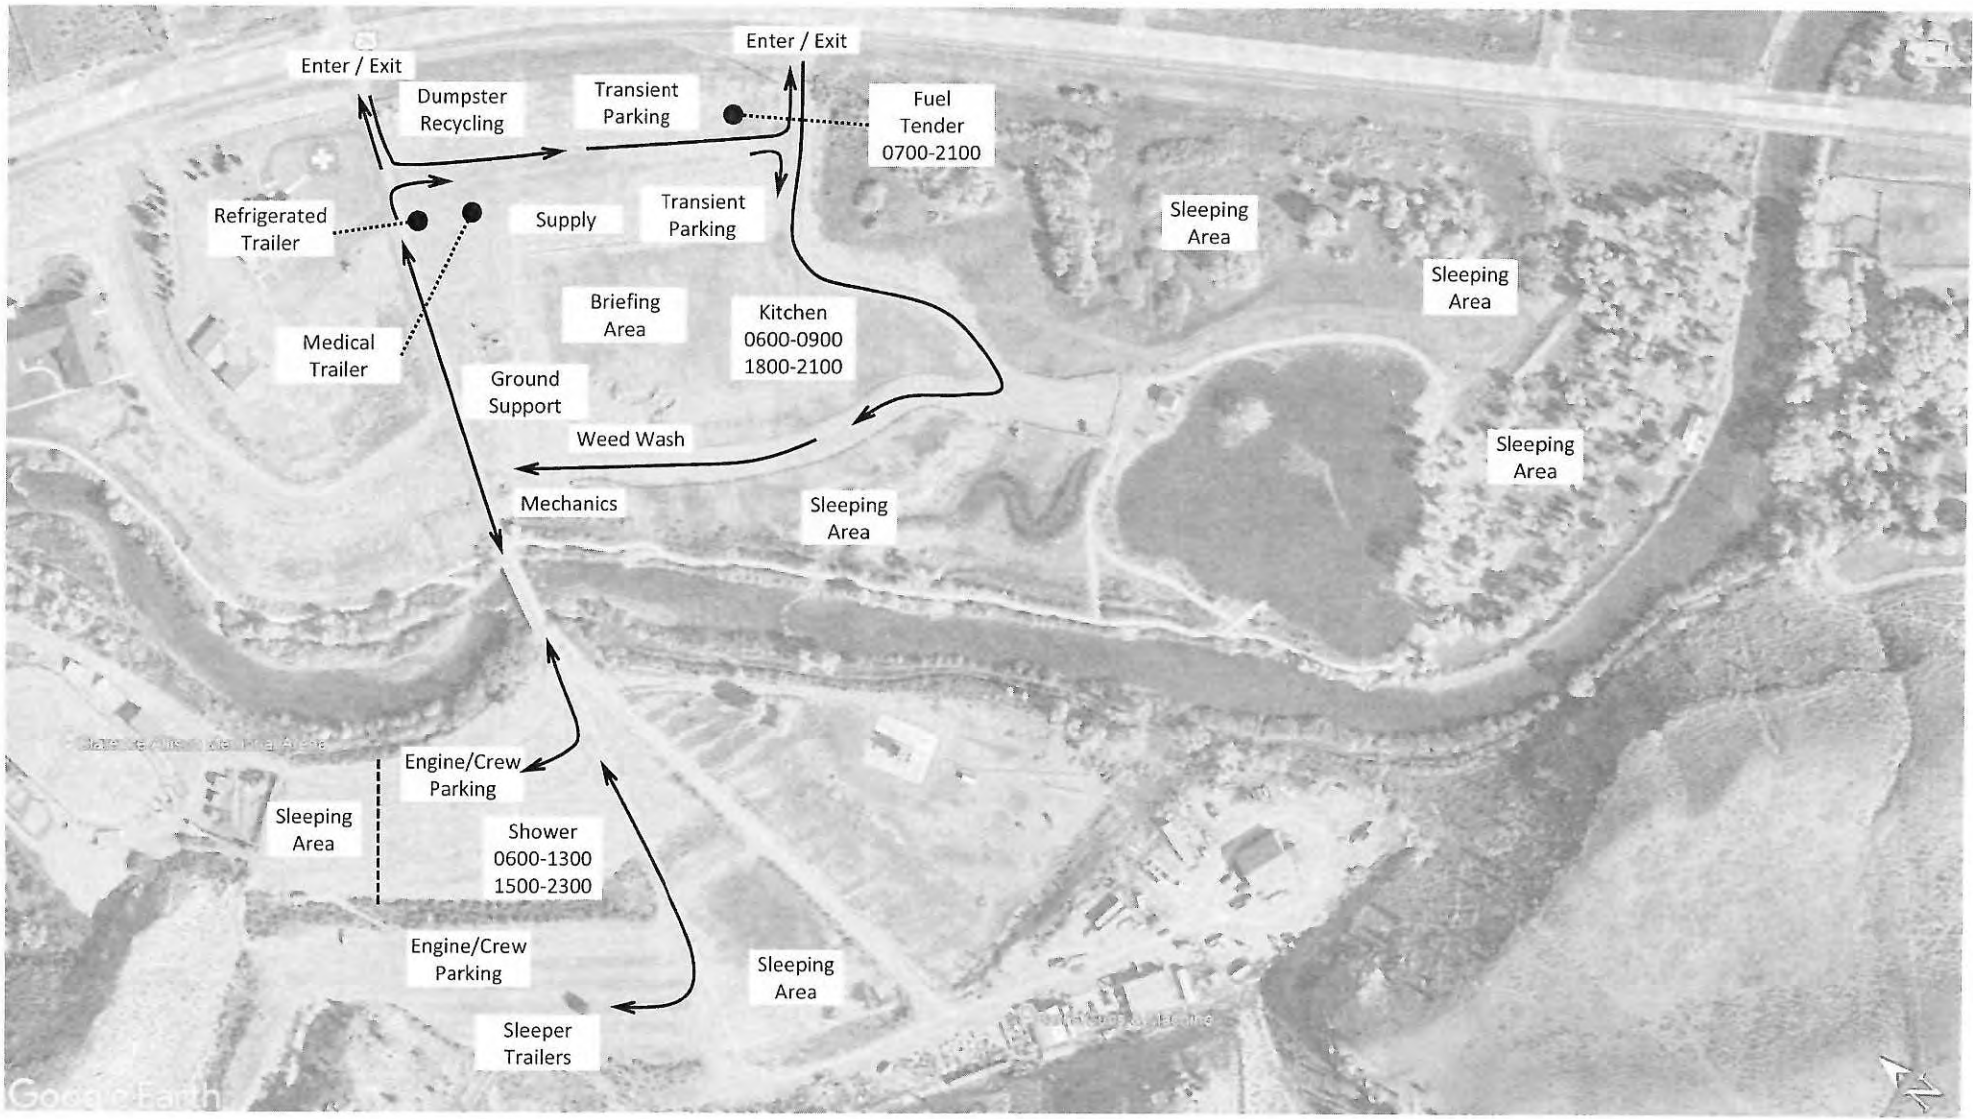 Enter / Exit
Enter / Exit
Dumpster
Recycling
Transient
Parking
Fuel
Tender
0700-2100
Refrigerated
Trailer
Supply
Transient
Parking
Sleeping
Area
Sleeping
Area
Briefing
Area
Kitchen
0600-0900
1800-2100
Medical
Trailer
Ground
Support
Weed Wash
Sleeping
Area
Mechanics
Sleeping
Area
Engine/Crew
Parking
Sleeping
Area
Shower
0600-1300
1500-2300
Engine/Crew
Parking
Sleeping
Area
Sleeper
Trailers
Google Earth
N